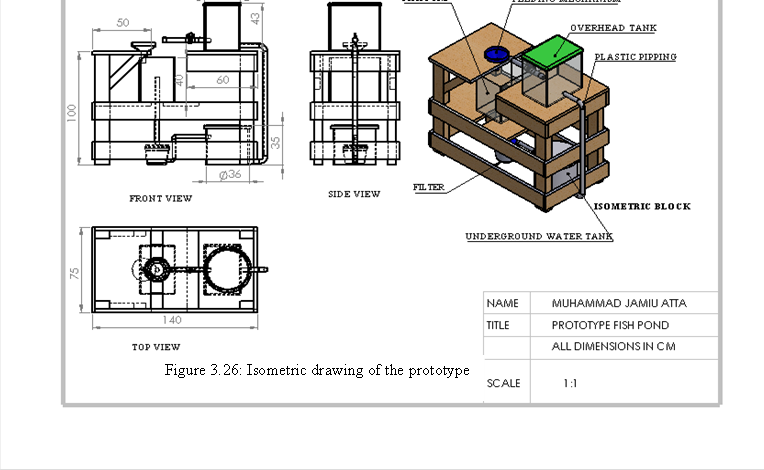 50
43
OVERHEAD TANK
PLASTIC PIPPING
40
60
100
35
Ø36
FRONT VIEW
SIDE VIEW
FILTER
ISOMETRIC BLOCK
UNDERGROUND WATER TANK
75
140
TOP VIEW
NAME MUHAMMAD JAMIU ATTA
TITLE PROTOTYPE FISH POND
ALL DIMENSIONS IN CM
Figure 3.26: Isometric drawing of the prototype
SCALE 1:1